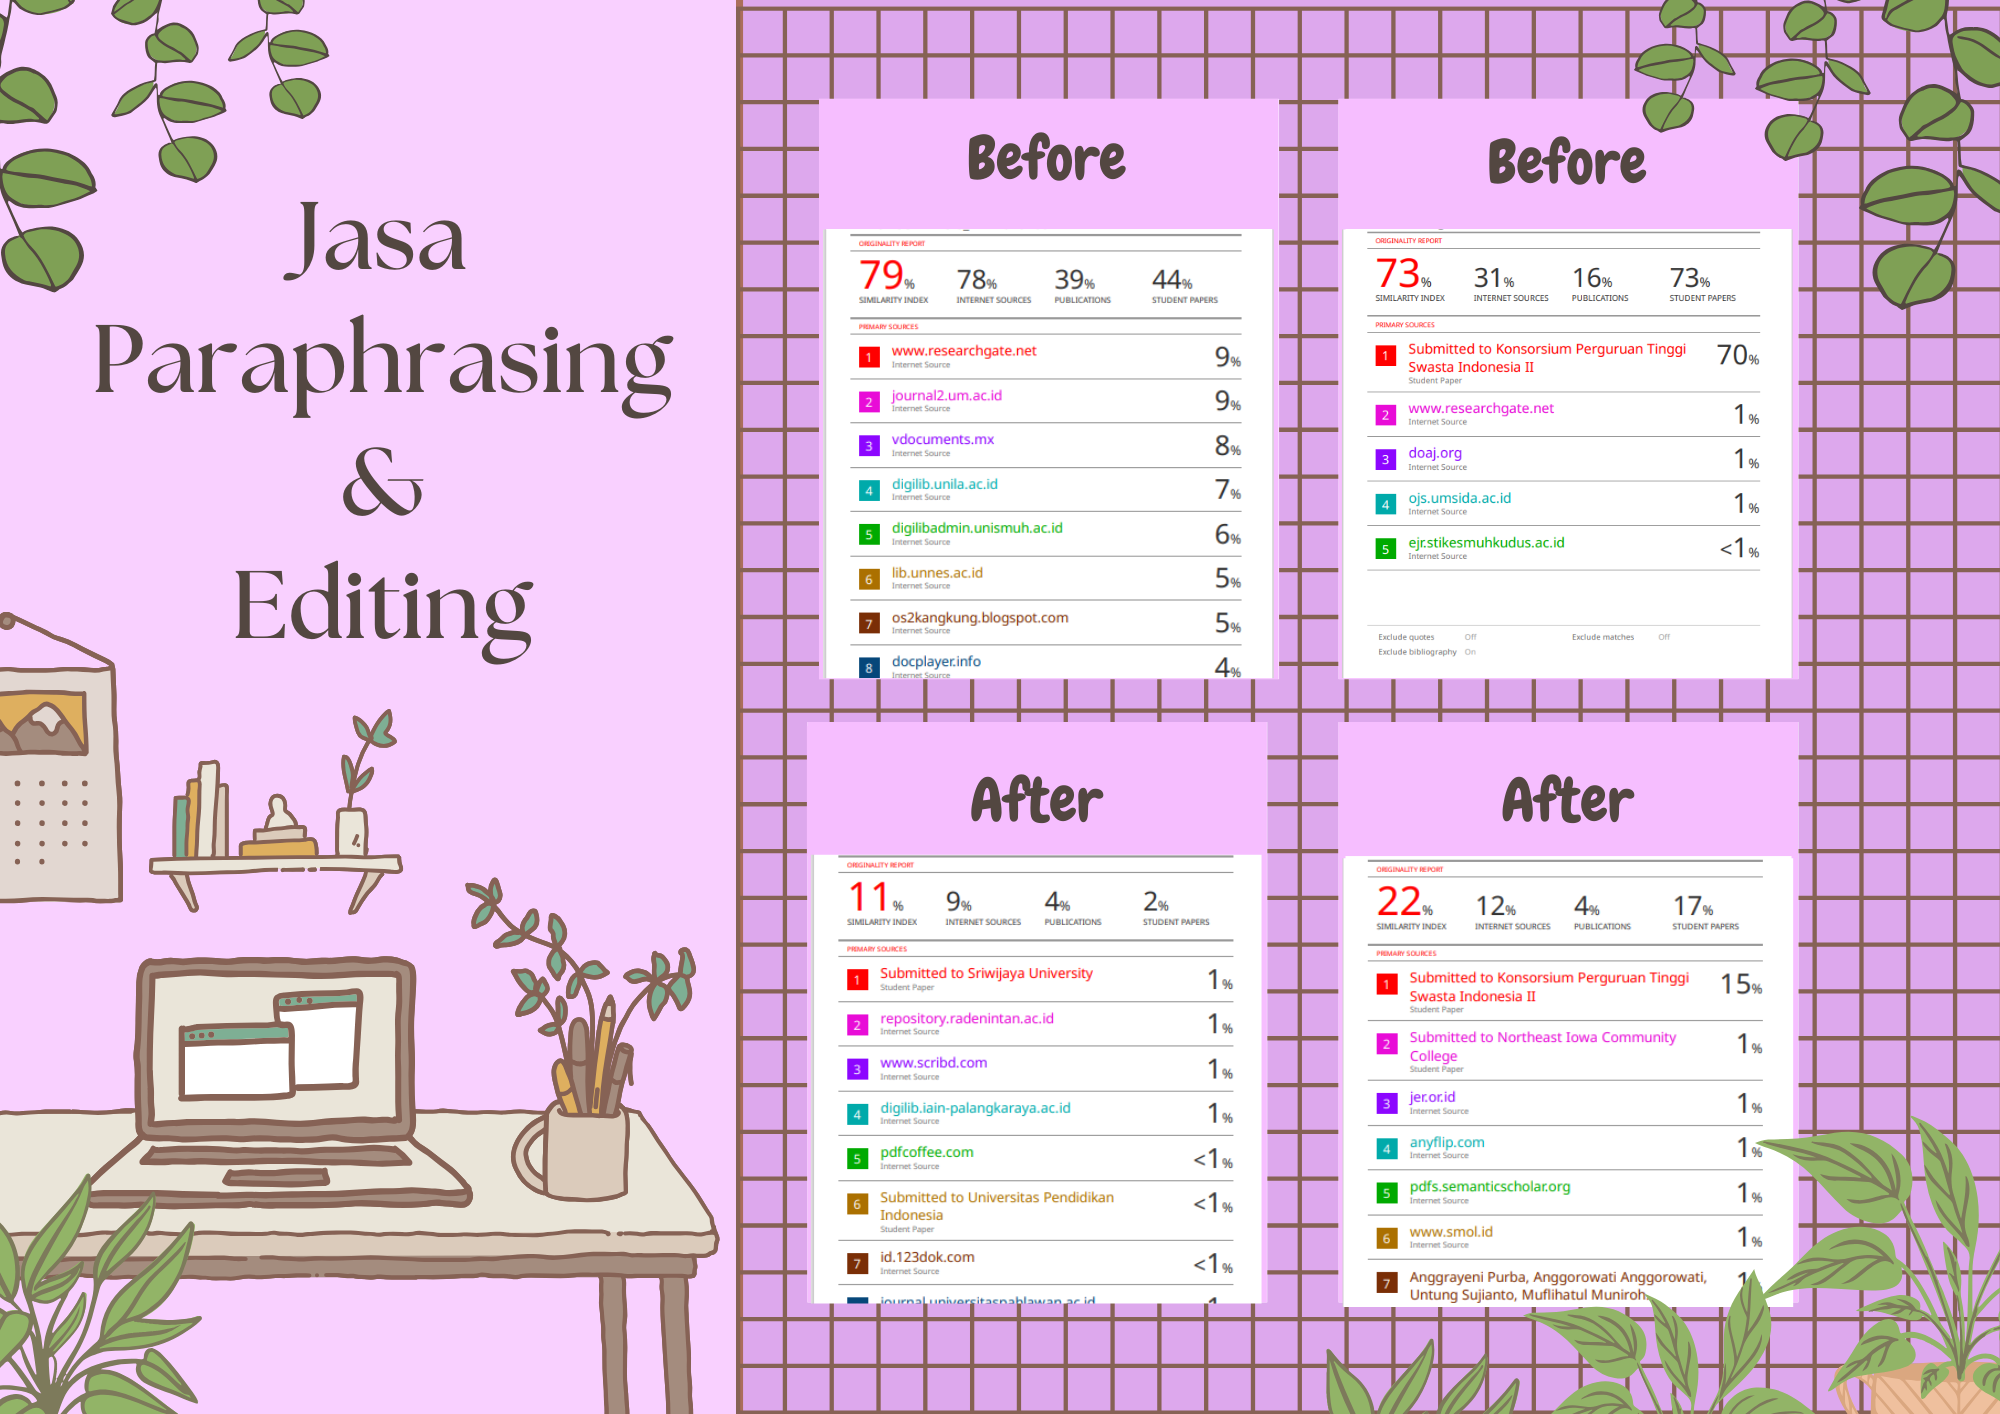 Jasa
Paraphrasing
&
Editing
Before
ORIGINALITY REPORT
79% 78% 39% 44%
SIMILARITY INDEX INTERNET SOURCES PUBLICATIONS STUDENT PAPERS
PRIMARY SOURCES
1 www.researchgate.net 9%
Internet Source
2 journal2.um.ac.id 9%
Internet Source
3 vdocuments.mx 8%
Internet Source
4 digilib.unila.ac.id 7%
Internet Source
5 digilibadmin.unismuh.ac.id 6%
Internet Source
6 lib.unnes.ac.id 5%
Internet Source
7 os2kangkung.blogspot.com 5%
Internet Source
8 docplayer.info 4%
Internet Source
Before
ORIGINALITY REPORT
73% 31% 16% 73%
SIMILARITY INDEX INTERNET SOURCES PUBLICATIONS STUDENT PAPERS
PRIMARY SOURCES
1 Submitted to Konsorsium Perguruan Tinggi 70%
Swasta Indonesia II
Student Paper
2 www.researchgate.net 1%
Internet Source
3 doaj.org 1%
Internet Source
4 ojs.umsida.ac.id 1%
Internet Source
5 ejr.stikesmuhkudus.ac.id <1%
Internet Source
Exclude quotes Off Exclude matches Off
Exclude bibliography On
After
ORIGINALITY REPORT
11% 9% 4% 2%
SIMILARITY INDEX INTERNET SOURCES PUBLICATIONS STUDENT PAPERS
PRIMARY SOURCES
1 Submitted to Sriwijaya University 1%
Student Paper
2 repository.radenintan.ac.id 1%
Internet Source
3 www.scribd.com 1%
Internet Source
4 digilib.iain-palangkaraya.ac.id 1%
Internet Source
5 pdfcoffee.com <1%
Internet Source
6 Submitted to Universitas Pendidikan <1%
Indonesia
Student Paper
7 id.123dok.com <1%
Internet Source
journal.universitaspahlawan.ac.id
After
ORIGINALITY REPORT
22% 12% 4% 17%
SIMILARITY INDEX INTERNET SOURCES PUBLICATIONS STUDENT PAPERS
PRIMARY SOURCES
1 Submitted to Konsorsium Perguruan Tinggi 15%
Swasta Indonesia II
Student Paper
2 Submitted to Northeast Iowa Community 1%
College
Student Paper
3 jer.or.id 1%
Internet Source
4 anyflip.com 1%
Internet Source
5 pdfs.semanticscholar.org 1%
Internet Source
6 www.smol.id 1%
Internet Source
7 Anggrayeni Purba, Anggorowati Anggorowati, 1
Untung Sujianto, Muflihatul Muniroh.